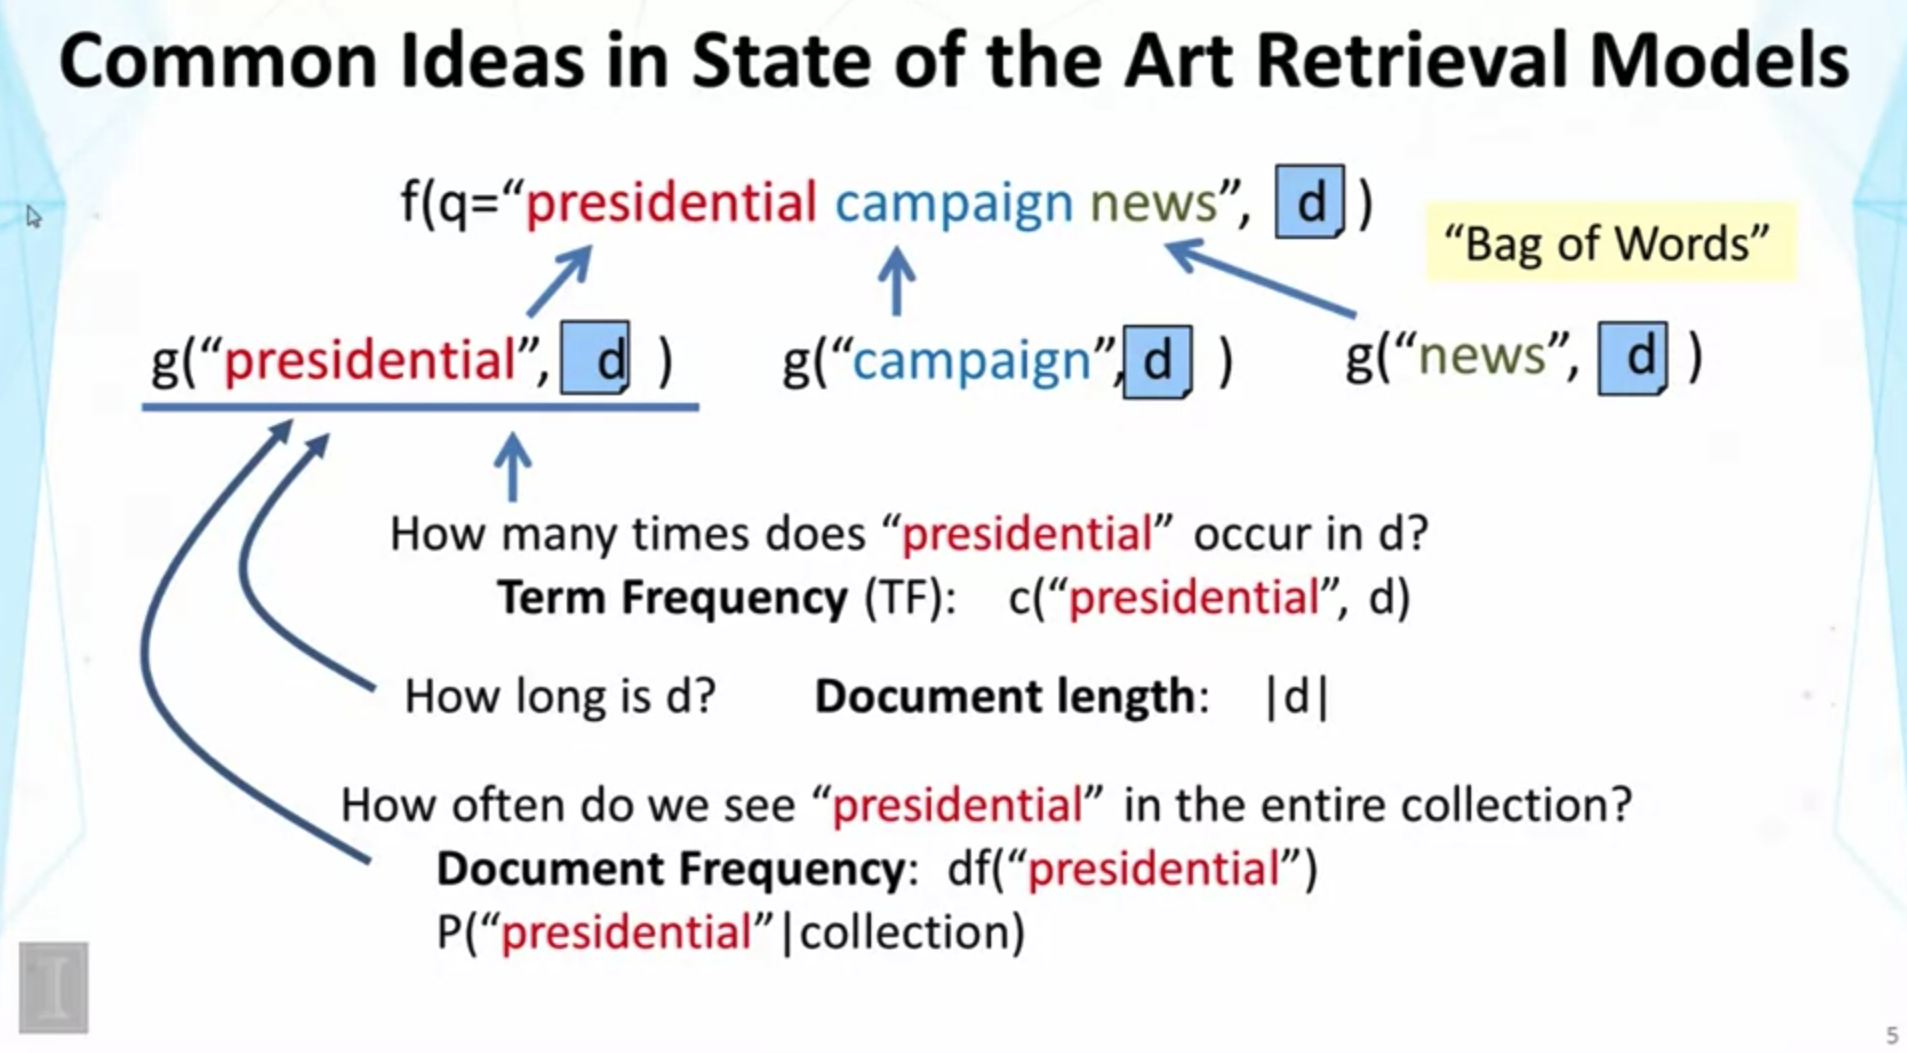 Common Ideas in State of the Art Retrieval Models
f(q=“presidential campaign news”, d )
“Bag of Words”
g(“presidential”, d )
g(“campaign”, d )
g(“news”, d )
How many times does “presidential” occur in d?
Term Frequency (TF): c(“presidential”, d)
How long is d? Document length: |d|
How often do we see “presidential” in the entire collection?
Document Frequency: df(“presidential”)
P(“presidential”|collection)
I
5